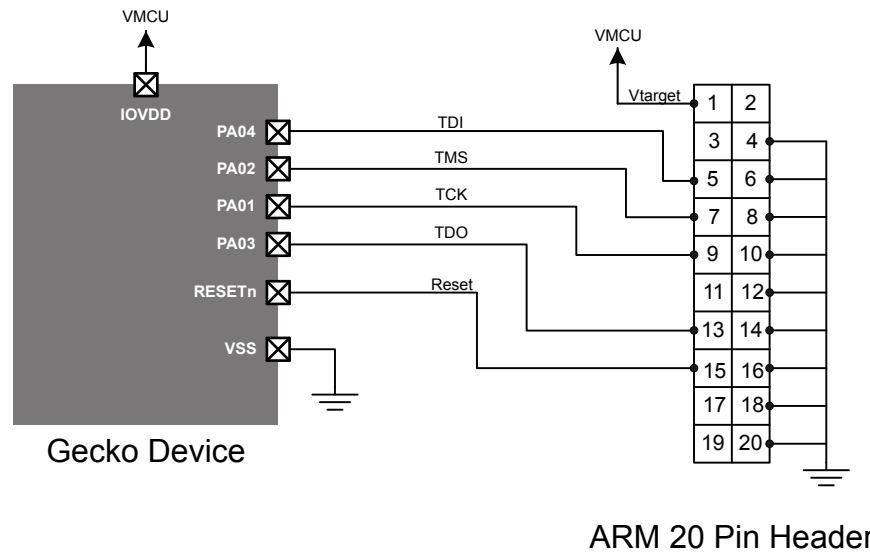 VMCU
VMCU
IOVDD
Vtarget
1 2
PA04
TDI
3 4
PA02
TMS
5 6
PA01
TCK
7 8
PA03
TDO
9 10
RESETn
Reset
11 12
13 14
VSS
15 16
17 18
19 20
Gecko Device
ARM 20 Pin Header